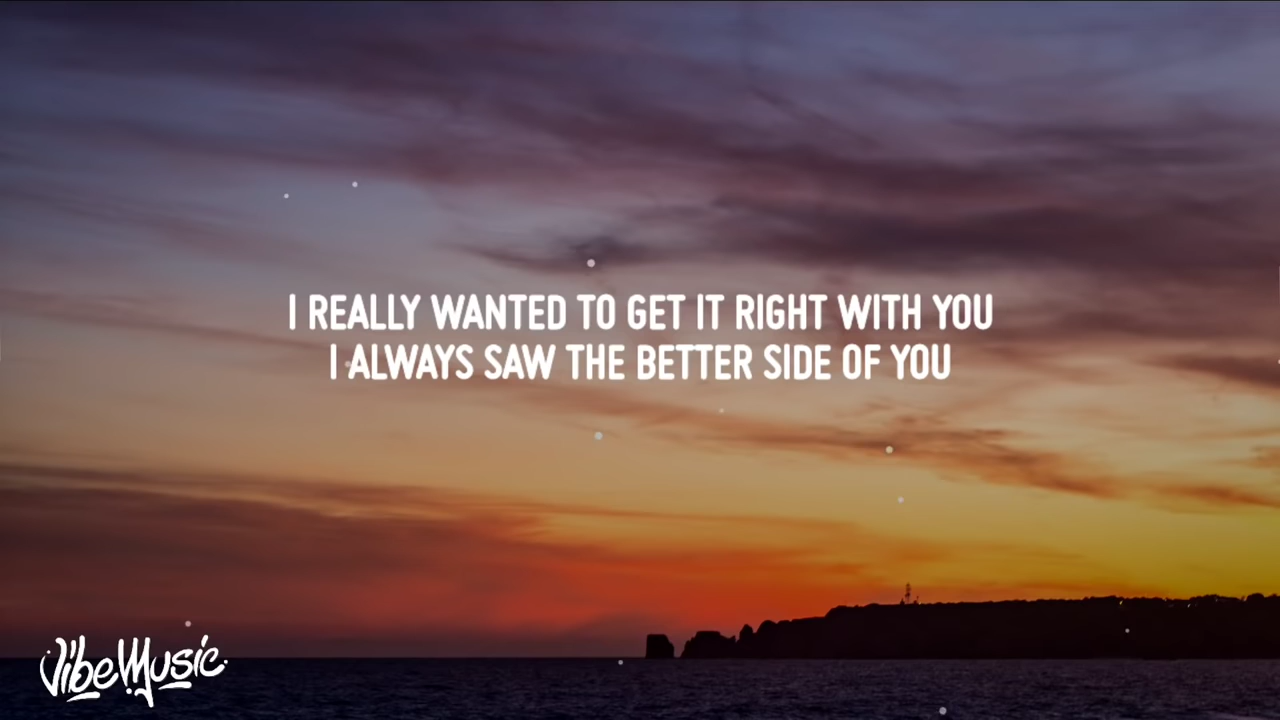 I REALLY WANTED TO GET IT RIGHT WITH YOU
I ALWAYS SAW THE BETTER SIDE OF YOU
VibeMusic